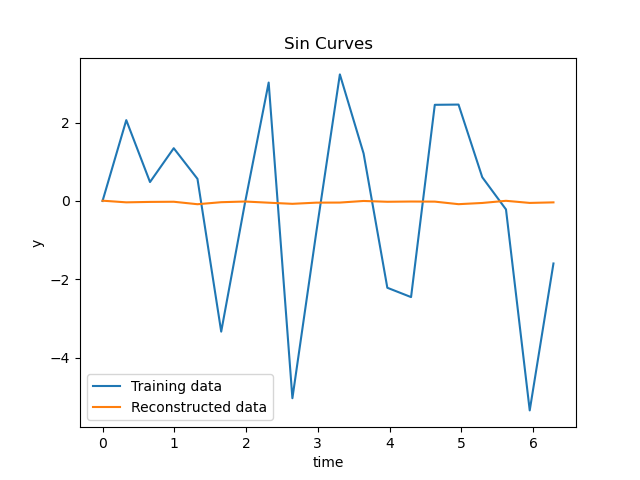 Sin Curves
y
2
0
−2
−4
Training data
Reconstructed data
0 1 2 3 4 5 6
time